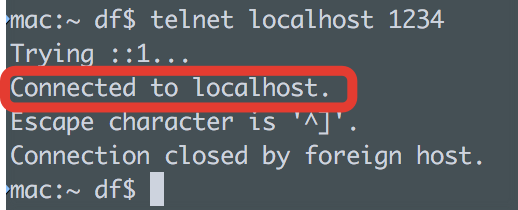 mac:~ df$ telnet localhost 1234
Trying ::1...
Connected to localhost.
Escape character is '^]'.
Connection closed by foreign host.
mac:~ df$